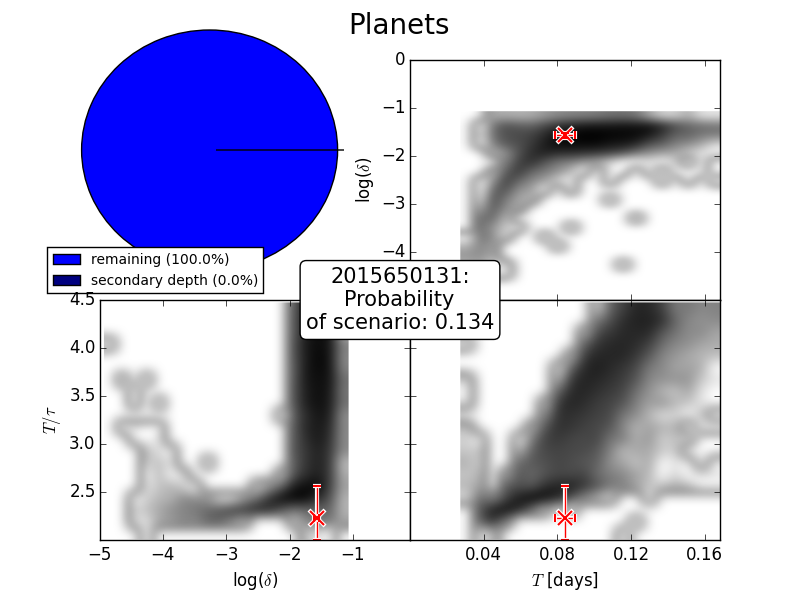 Planets
remaining (100.0%)
secondary depth (0.0%)
0
−1
−2
−3
−4
log(δ)
2015650131:
Probability
of scenario: 0.134
4.5
4.0
3.5
3.0
2.5
T/τ
−5
−4
−3
−2
−1
log(δ)
0.04
0.08
0.12
0.16
T [days]